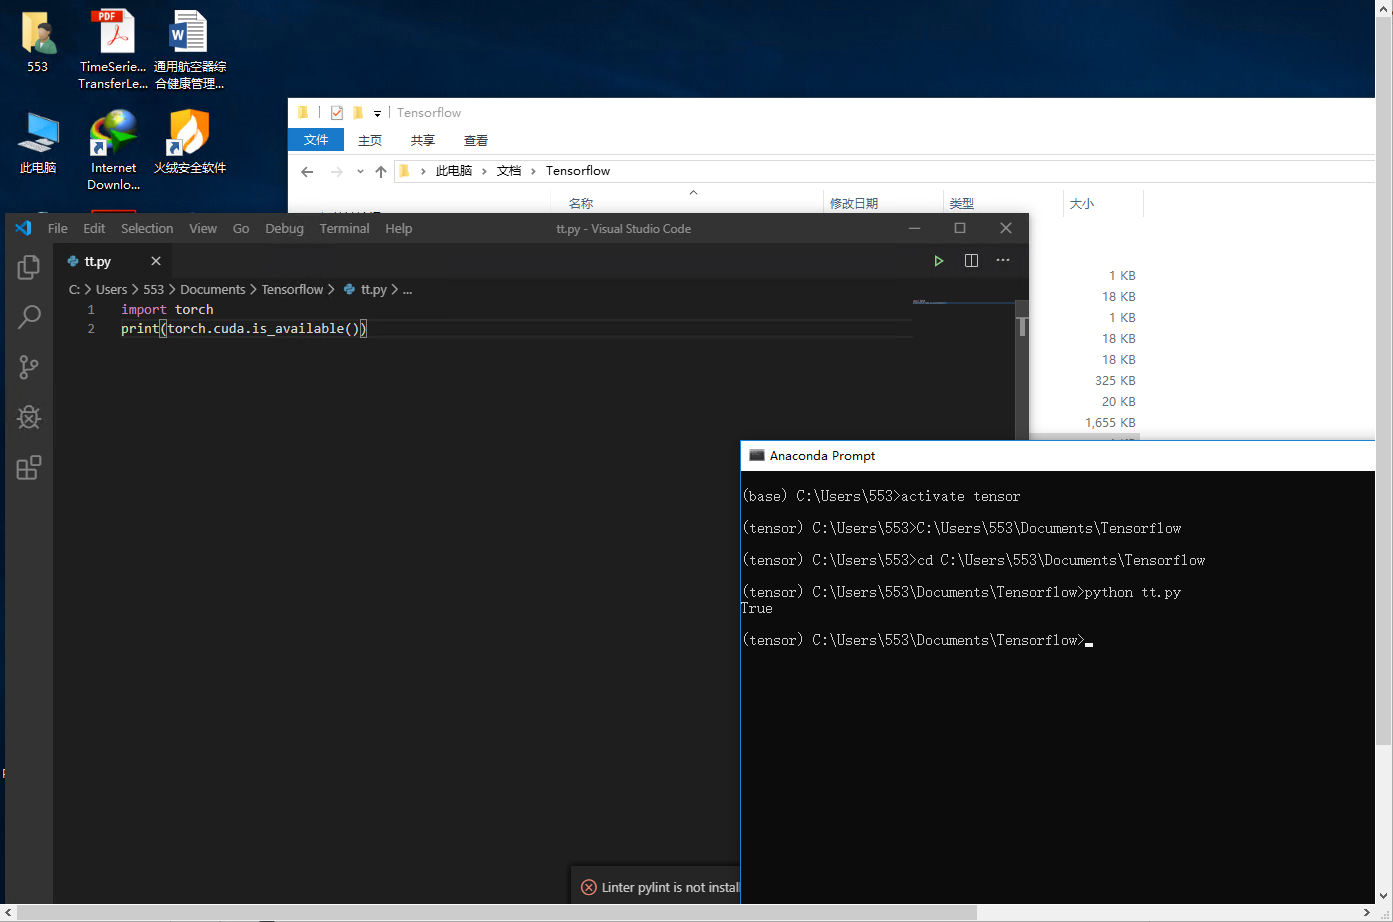 553
TimeSerie...
TransferLe...
通用航空器综
合健康管理...
此电脑
Internet
Downlo...
火绒安全软件
Tensorflow
文件 主页 共享 查看
此电脑 文档 Tensorflow
名称 修改日期 类型 大小
1 KB
18 KB
1 KB
18 KB
18 KB
325 KB
20 KB
1,655 KB
File Edit Selection View Go Debug Terminal Help
tt.py - Visual Studio Code
tt.py
C: > Users > 553 > Documents > Tensorflow > tt.py > ...
1 import torch
2 print(torch.cuda.is_available())
Linter pylint is not instal
Anaconda Prompt
(base) C:\Users\553>activate tensor
(tensor) C:\Users\553>C:\Users\553\Documents\Tensorflow
(tensor) C:\Users\553>cd C:\Users\553\Documents\Tensorflow
(tensor) C:\Users\553\Documents\Tensorflow>python tt.py
True
(tensor) C:\Users\553\Documents\Tensorflow>